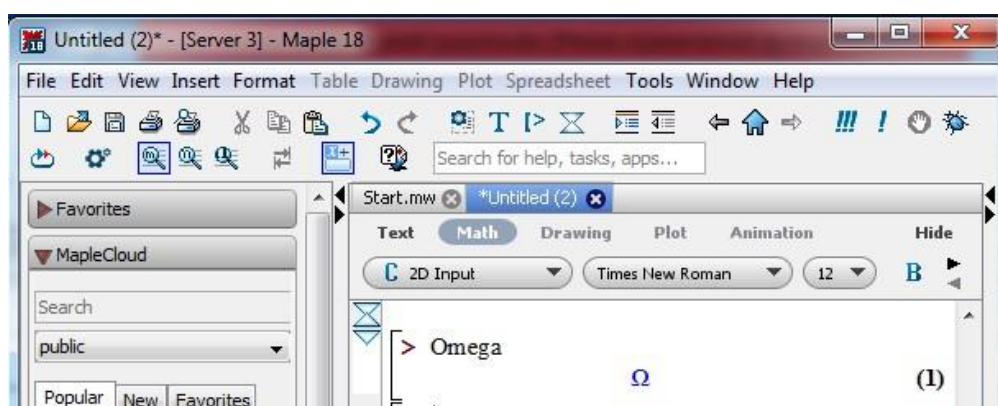 Untitled (2)* - [Server 3] - Maple 18
File Edit View Insert Format Table Drawing Plot Spreadsheet Tools Window Help
Search for help, tasks, apps...
Favorites
Start.mw *Untitled (2)
Text Math Drawing Plot Animation Hide
MapleCloud
C 2D Input Times New Roman 12 B
Search
public
> Omega
Ω (1)
Popular New Favorites